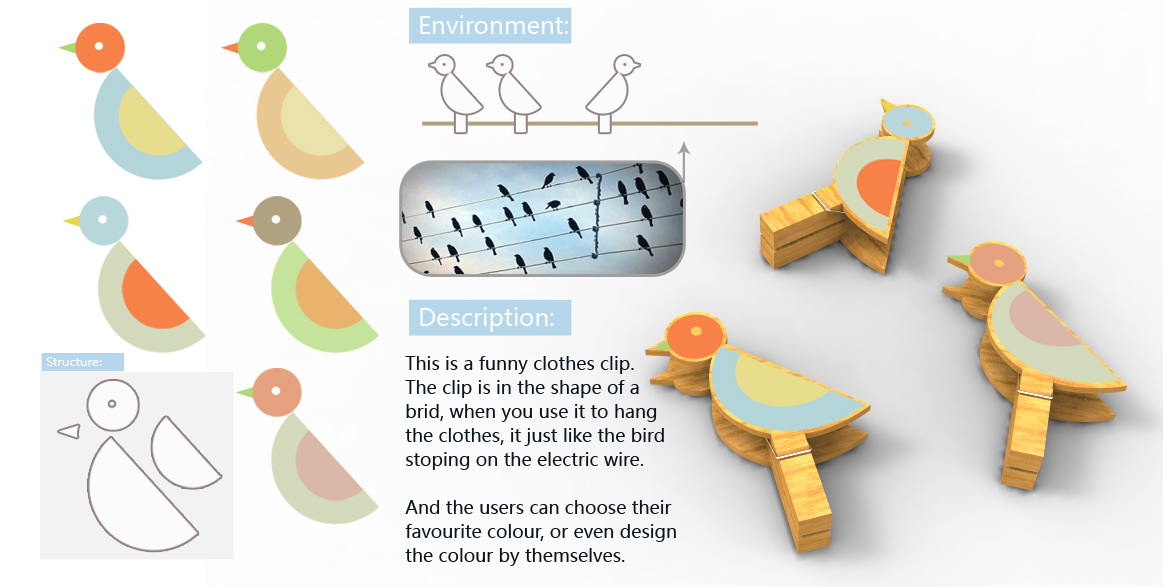 Environment:
Description:
This is a funny clothes clip.
The clip is in the shape of a
brid, when you use it to hang
the clothes, it just like the bird
stoping on the electric wire.
And the users can choose their
favourite colour, or even design
the colour by themselves.
Structure: